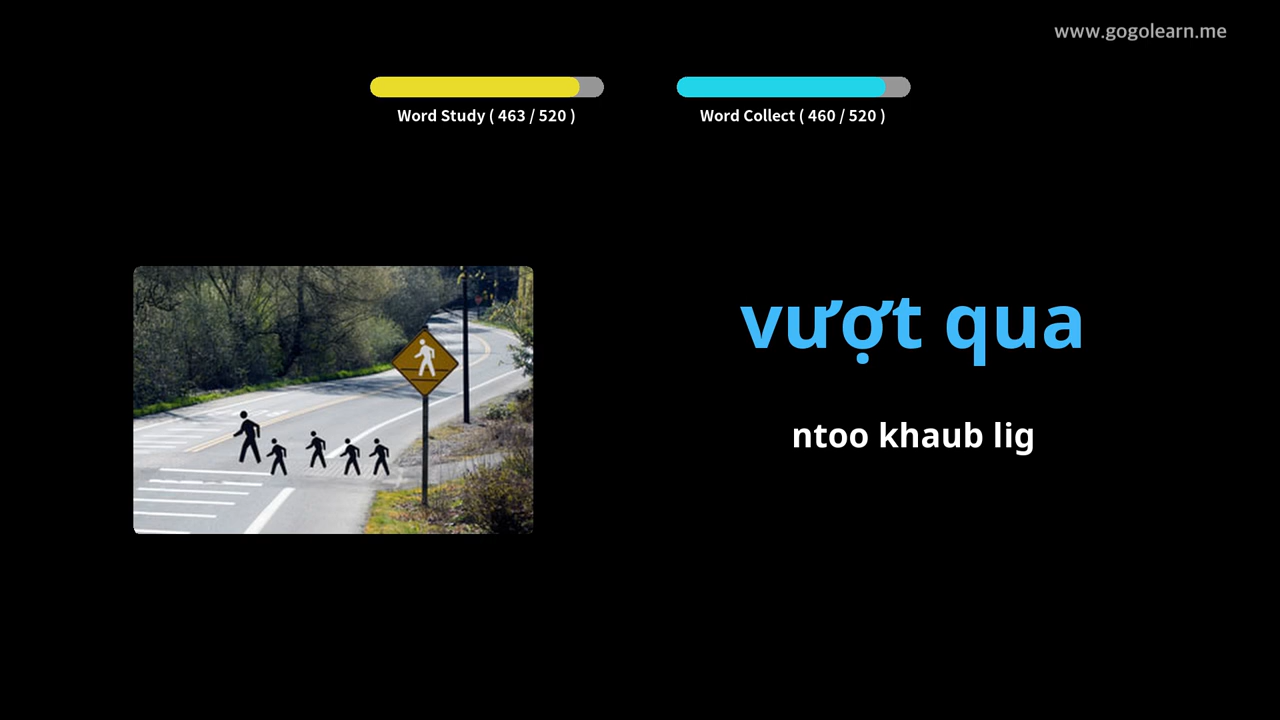 www.gogolearn.me
Word Study ( 463 / 520 )
Word Collect ( 460 / 520 )
vượt qua
ntoo khaub lig